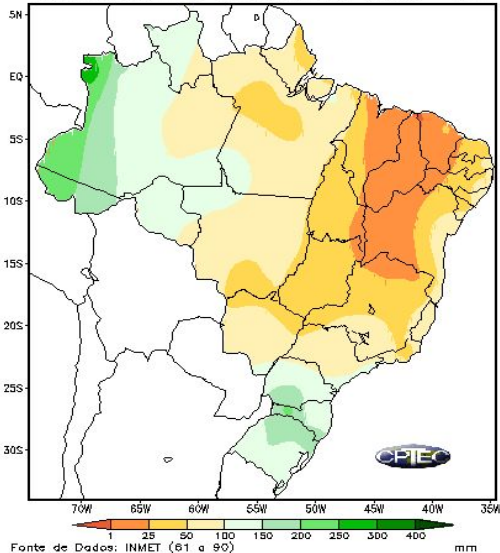 5N
EQ
5S
10S
15S
20S
25S
30S
CPTEC
70W 65W 60W 55W 50W 45W 40W 35W
1 25 50 100 150 200 250 300 400
Fonte de Dados: INMET (61 a 90) mm